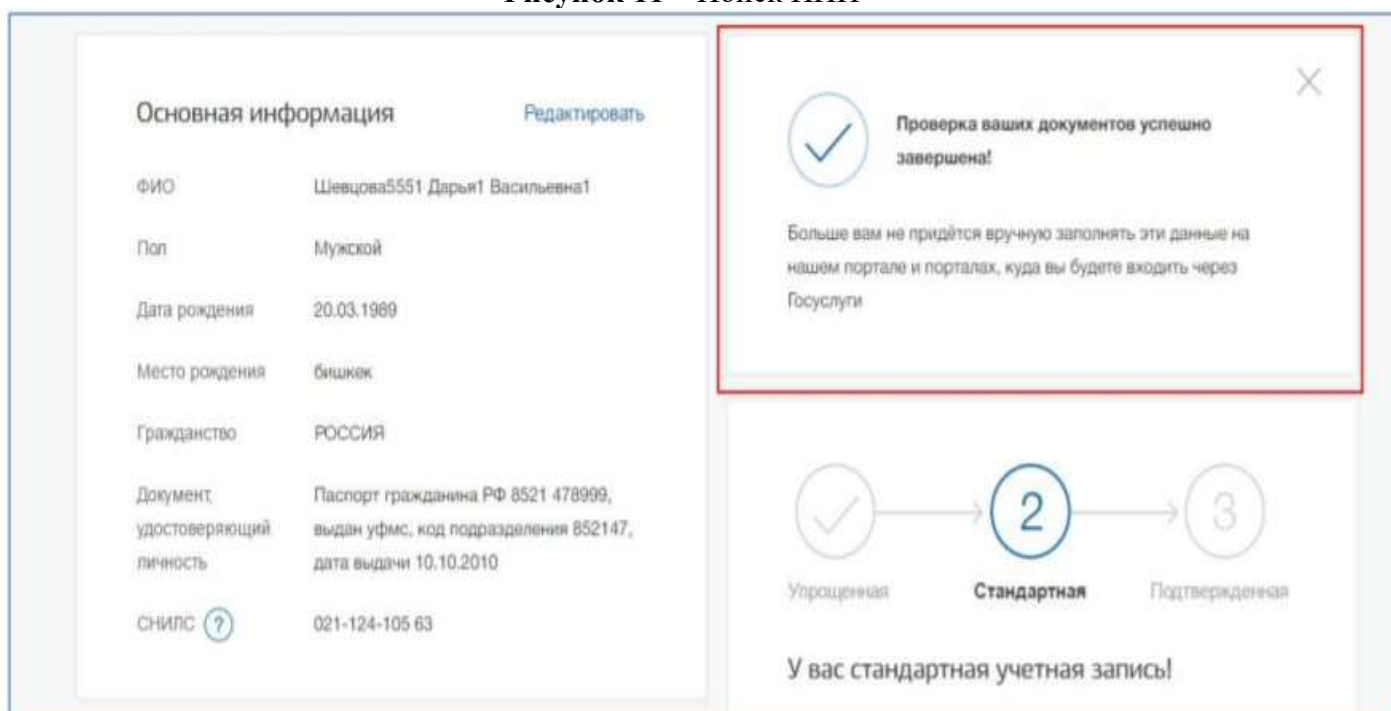 Основная информация
Редактировать
ФИО
Шевцова5551 Дарья1 Васильевна1
Пол
Мужской
Дата рождения
20.03.1989
Место рождения
бишкек
Гражданство
РОССИЯ
Документ,
удостоверяющий
личность
Паспорт гражданина РФ 8521 478999,
выдан уфмс, код подразделения 852147,
дата выдачи 10.10.2010
СНИЛС ?
021-124-105 63
Проверка ваших документов успешно
завершена!
Больше вам не придётся вручную заполнять эти данные на
нашем портале и порталах, куда вы будете входить через
Госуслуги
2
3
Упрощенная
Стандартная
Подтвержденная
У вас стандартная учетная запись!